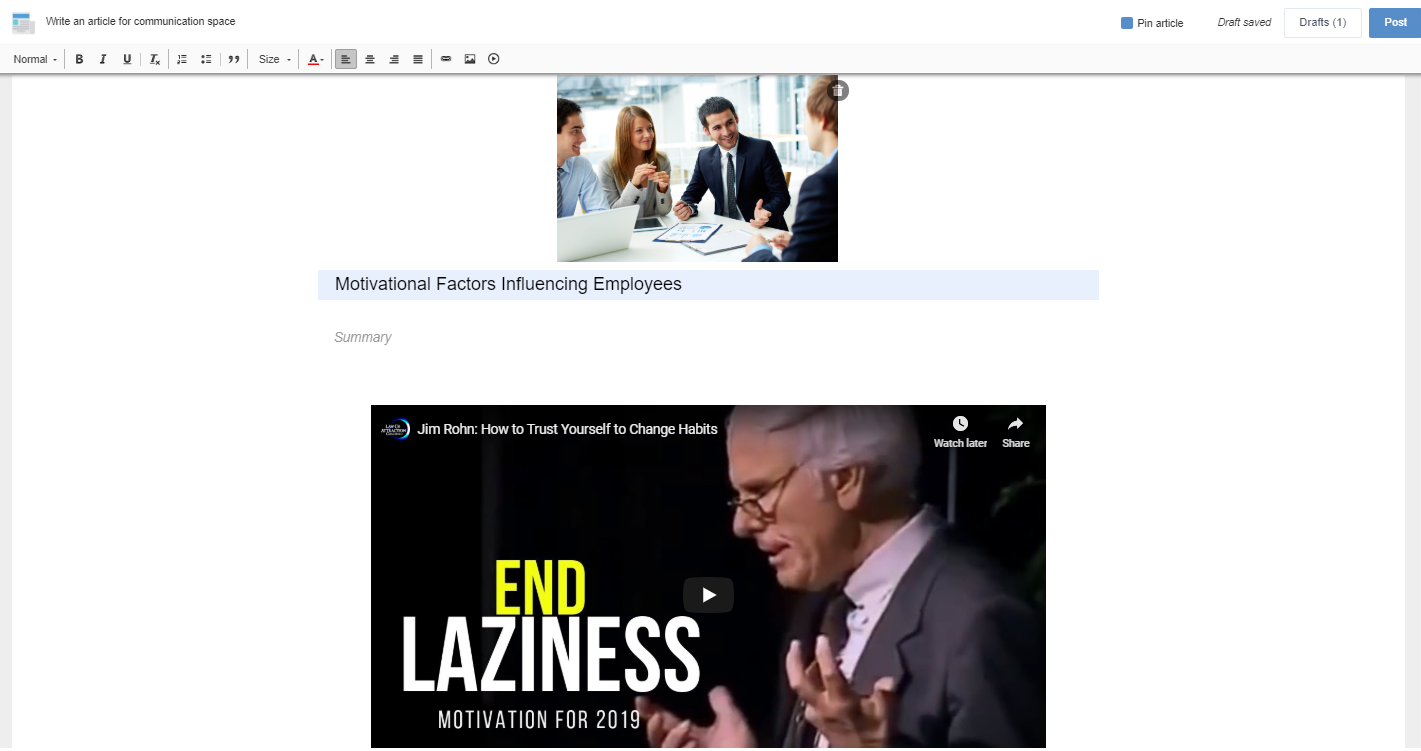 Write an article for communication space
Pin article
Draft saved
Drafts (1)
Post
Normal
B
I
U
Size
A
Motivational Factors Influencing Employees
Summary
Jim Rohn: How to Trust Yourself to Change Habits
Watch later
Share
END
LAZINESS
MOTIVATION FOR 2019